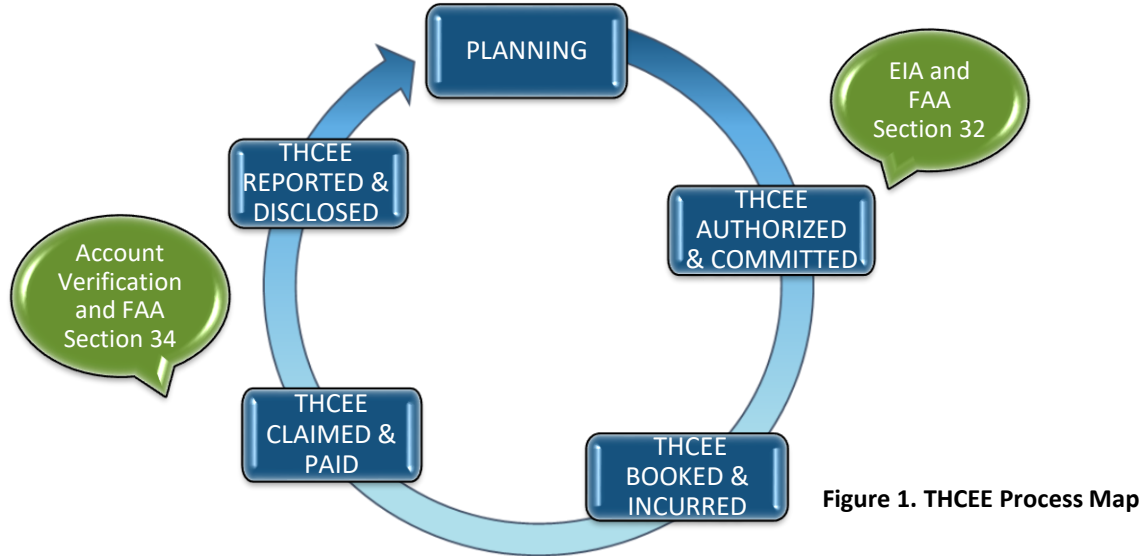 PLANNING
EIA and
FAA
Section 32
THCEE
AUTHORIZED
& COMMITTED
THCEE
BOOKED &
INCURRED
THCEE
CLAIMED &
PAID
Account
Verification
and FAA
Section 34
THCEE
REPORTED &
DISCLOSED
Figure 1. THCEE Process Map